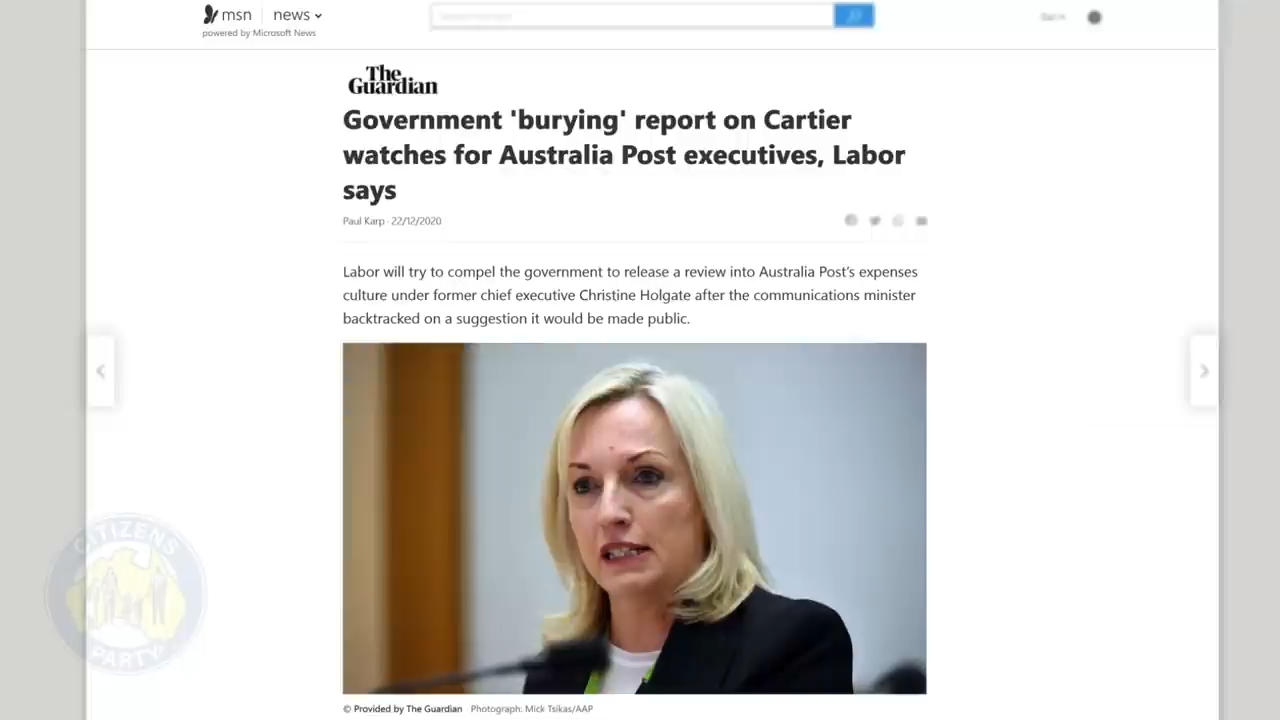 msn news
powered by Microsoft News
The
Guardian
Government 'burying' report on Cartier
watches for Australia Post executives, Labor
says
Paul Karp · 22/12/2020
Labor will try to compel the government to release a review into Australia Post's expenses
culture under former chief executive Christine Holgate after the communications minister
backtracked on a suggestion it would be made public.
CITIZENS
PARTY
© Provided by The Guardian Photograph: Mick Tsikas/AAP